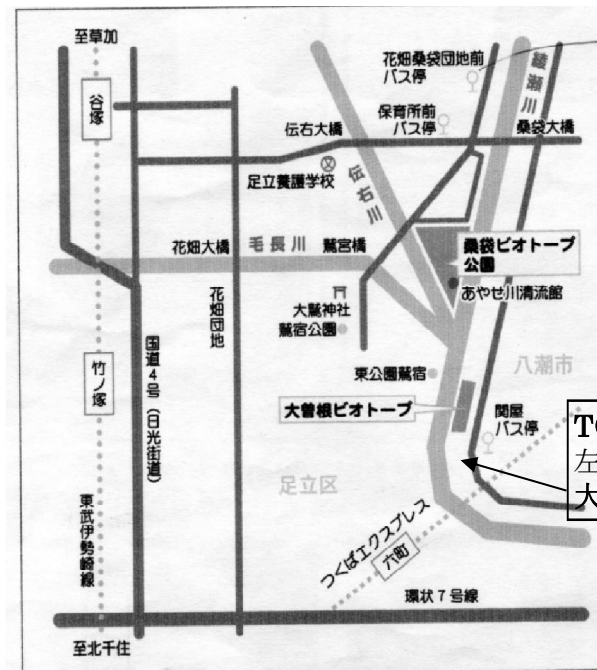 至草加
花畑桑袋団地前
バス停
綾瀬川
谷塚
保育所前
バス停
伝右大橋
桑袋大橋
足立養護学校
伝右川
花畑大橋
毛長川
鷲宮橋
桑袋ビオトープ
公園
あやせ川清流館
大鷲神社
鷲宿公園
花畑団地
国道4号(日光街道)
竹ノ塚
東公園鷲宿
八潮市
大曽根ビオトープ
関屋
バス停
足立区
左
大
東武伊勢崎線
つくばエクスプレス
六町
環状7号線
至北千住